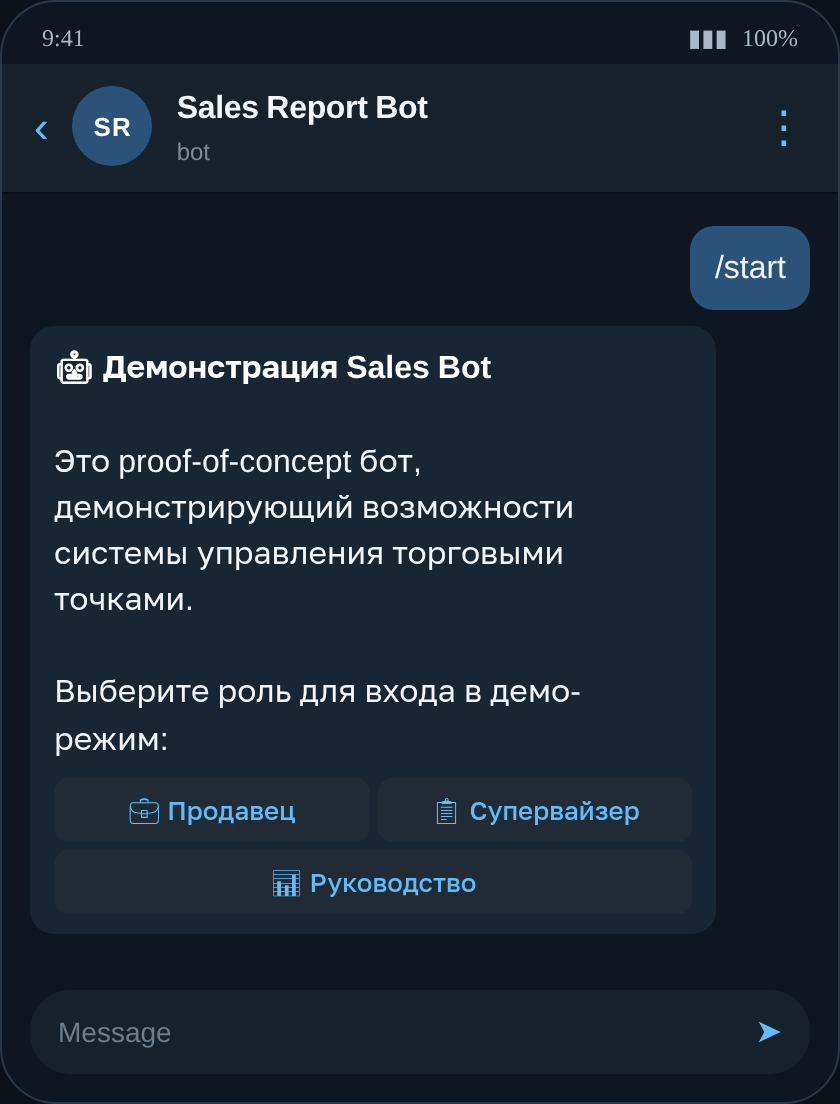 9:41
100%
SR
Sales Report Bot
bot
/start
🤖 Демонстрация Sales Bot
Это proof-of-concept бот,
демонстрирующий возможности
системы управления торговыми
точками.
Выберите роль для входа в демо-
режим:
💼 Продавец
📋 Супервайзер
📊 Руководство
Message